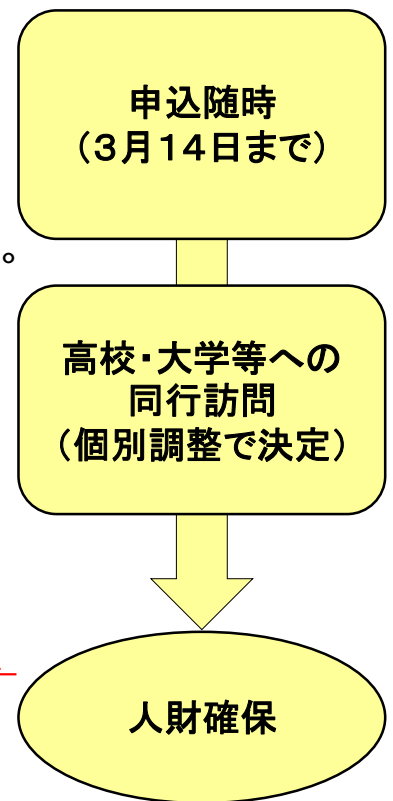 申込随時
（３月１４日まで）
。
高校・大学等への
同行訪問
（個別調整で決定）
人財確保